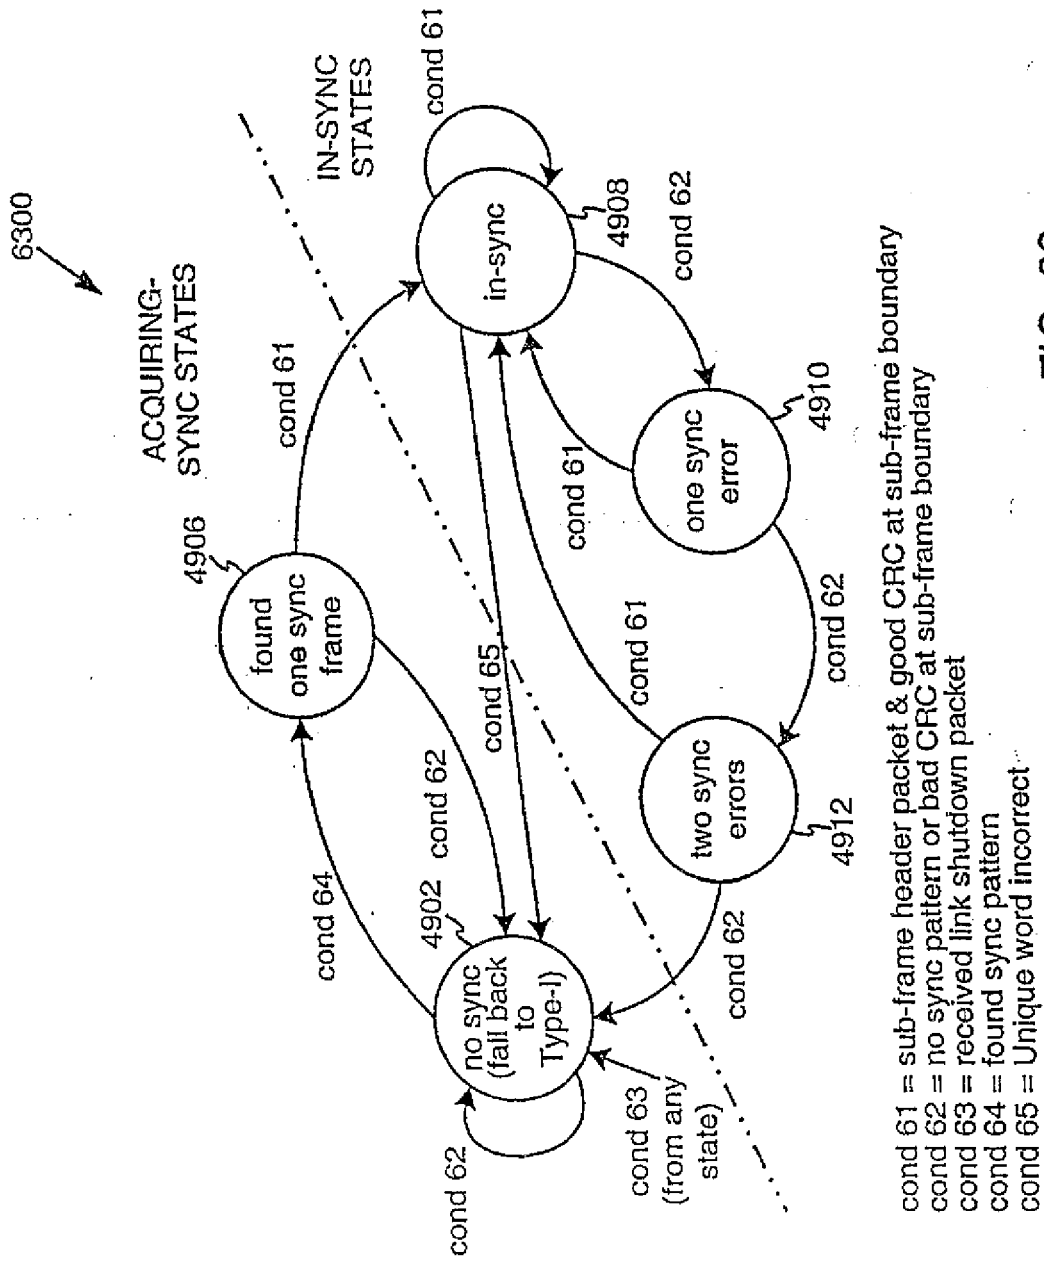 6300
ACQUIRING-
SYNC STATES
IN-SYNC
STATES
4906
found
one sync
frame
cond 61
cond 61
in-sync
4908
cond 62
cond 64
cond 62
cond 65
cond 61
cond 61
4902
no sync
(fall back
to
Type-I)
cond 62
cond 63
(from any
state)
cond 62
two sync
errors
4912
cond 62
one sync
error
4910
cond 61 = sub-frame header packet & good CRC at sub-frame boundary
cond 62 = no sync pattern or bad CRC at sub-frame boundary
cond 63 = received link shutdown packet
cond 64 = found sync pattern
cond 65 = Unique word incorrect